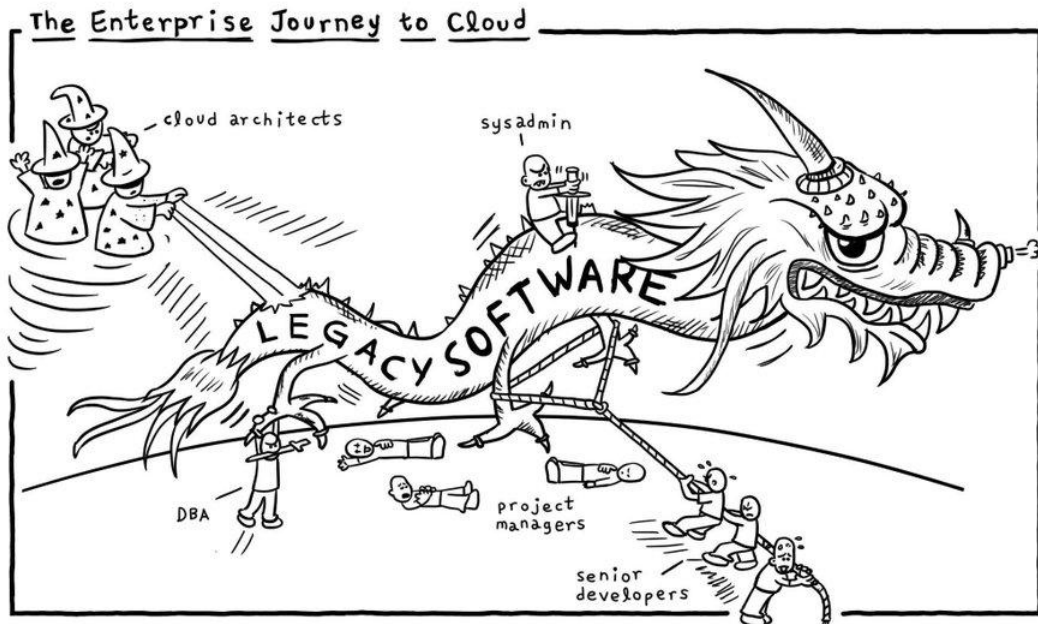 The Enterprise Journey to Cloud
cloud architects
sysadmin
LEGACY SOFTWARE
DBA
project
managers
senior
developers